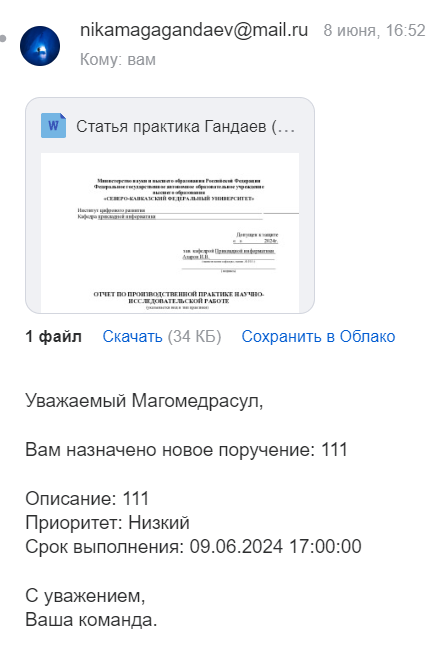 nikamagagandaev@mail.ru 8 июня, 16:52
Кому: вам
W Статья практика Гандаев (...
Министерство науки и высшего образования Российской Федерации
Федеральное государственное автономное образовательное учреждение
высшего образования
«СЕВЕРО-КАВКАЗСКИЙ ФЕДЕРАЛЬНЫЙ УНИВЕРСИТЕТ»
Институт цифрового развития
Кафедра прикладной информатики
Допущен к защите
« » 2024г.
зав. кафедрой Прикладной информатики
Азаров И.В.
(подпись)
ОТЧЕТ ПО ПРОИЗВОДСТВЕННОЙ ПРАКТИКЕ НАУЧНО-
ИССЛЕДОВАТЕЛЬСКОЙ РАБОТЕ
1 файл Скачать (34 КБ) Сохранить в Облако
Уважаемый Магомедрасул,
Вам назначено новое поручение: 111
Описание: 111
Приоритет: Низкий
Срок выполнения: 09.06.2024 17:00:00
С уважением,
Ваша команда.